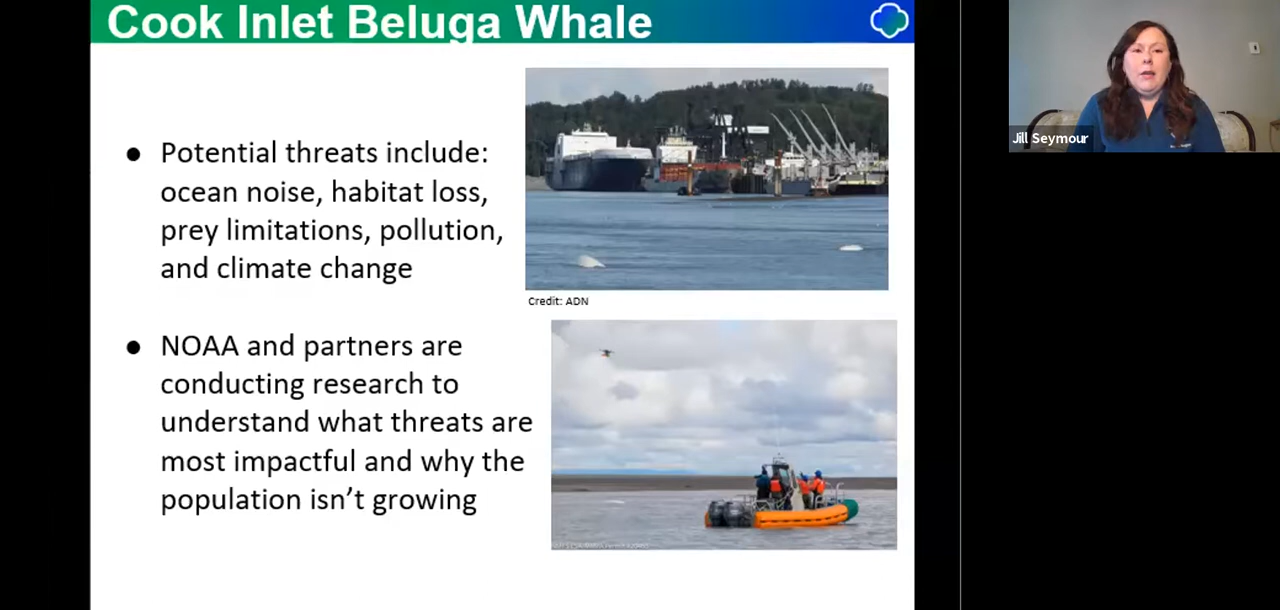 Cook Inlet Beluga Whale
Jill Seymour
● Potential threats include:
ocean noise, habitat loss,
prey limitations, pollution,
and climate change
Credit: ADN
● NOAA and partners are
conducting research to
understand what threats are
most impactful and why the
population isn’t growing